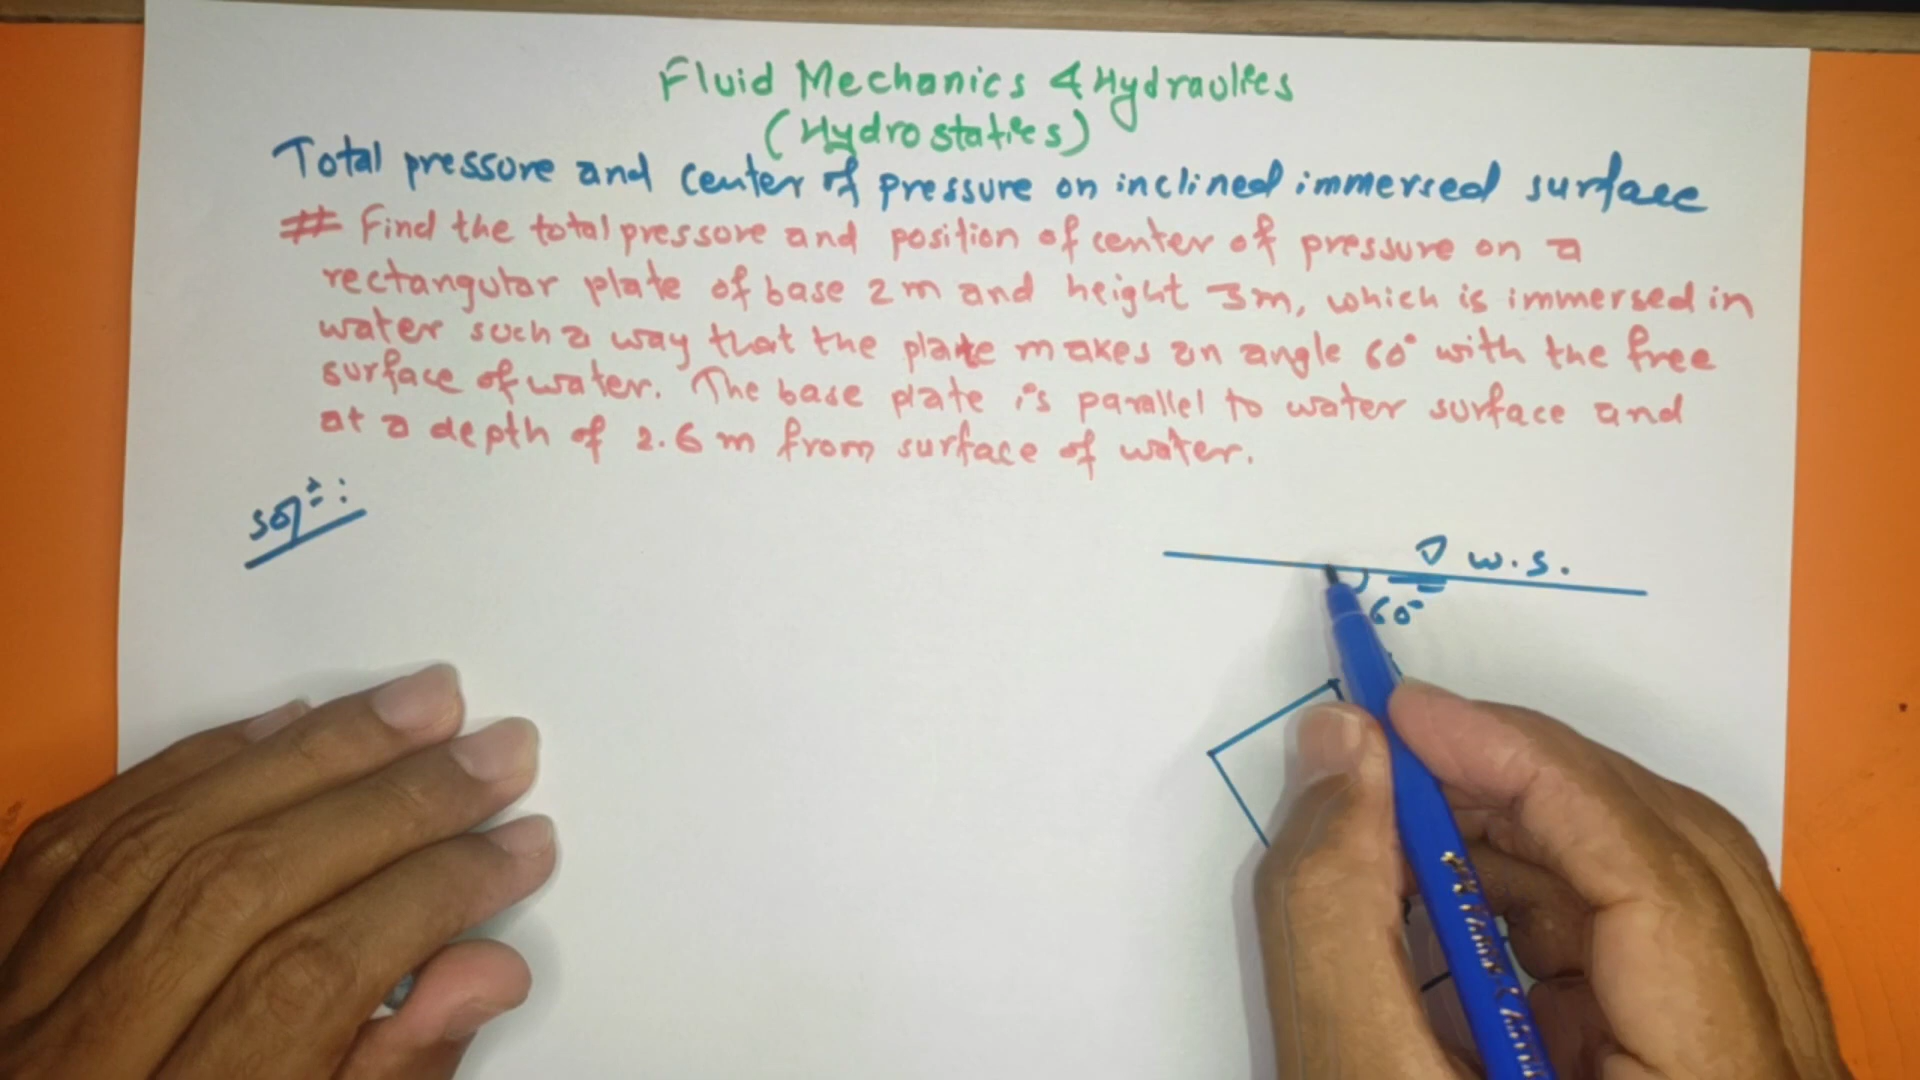 Fluid Mechanics & Hydraulics
(Hydrostatics)
Total pressure and center of pressure on inclined immersed surface
# Find the total pressure and position of center of pressure on a
rectangular plate of base 2m and height 3m, which is immersed in
water such a way that the plate makes an angle 60° with the free
surface of water. The base plate is parallel to water surface and
at a depth of 2.6 m from surface of water.
solⁿ:
w.s.
60°